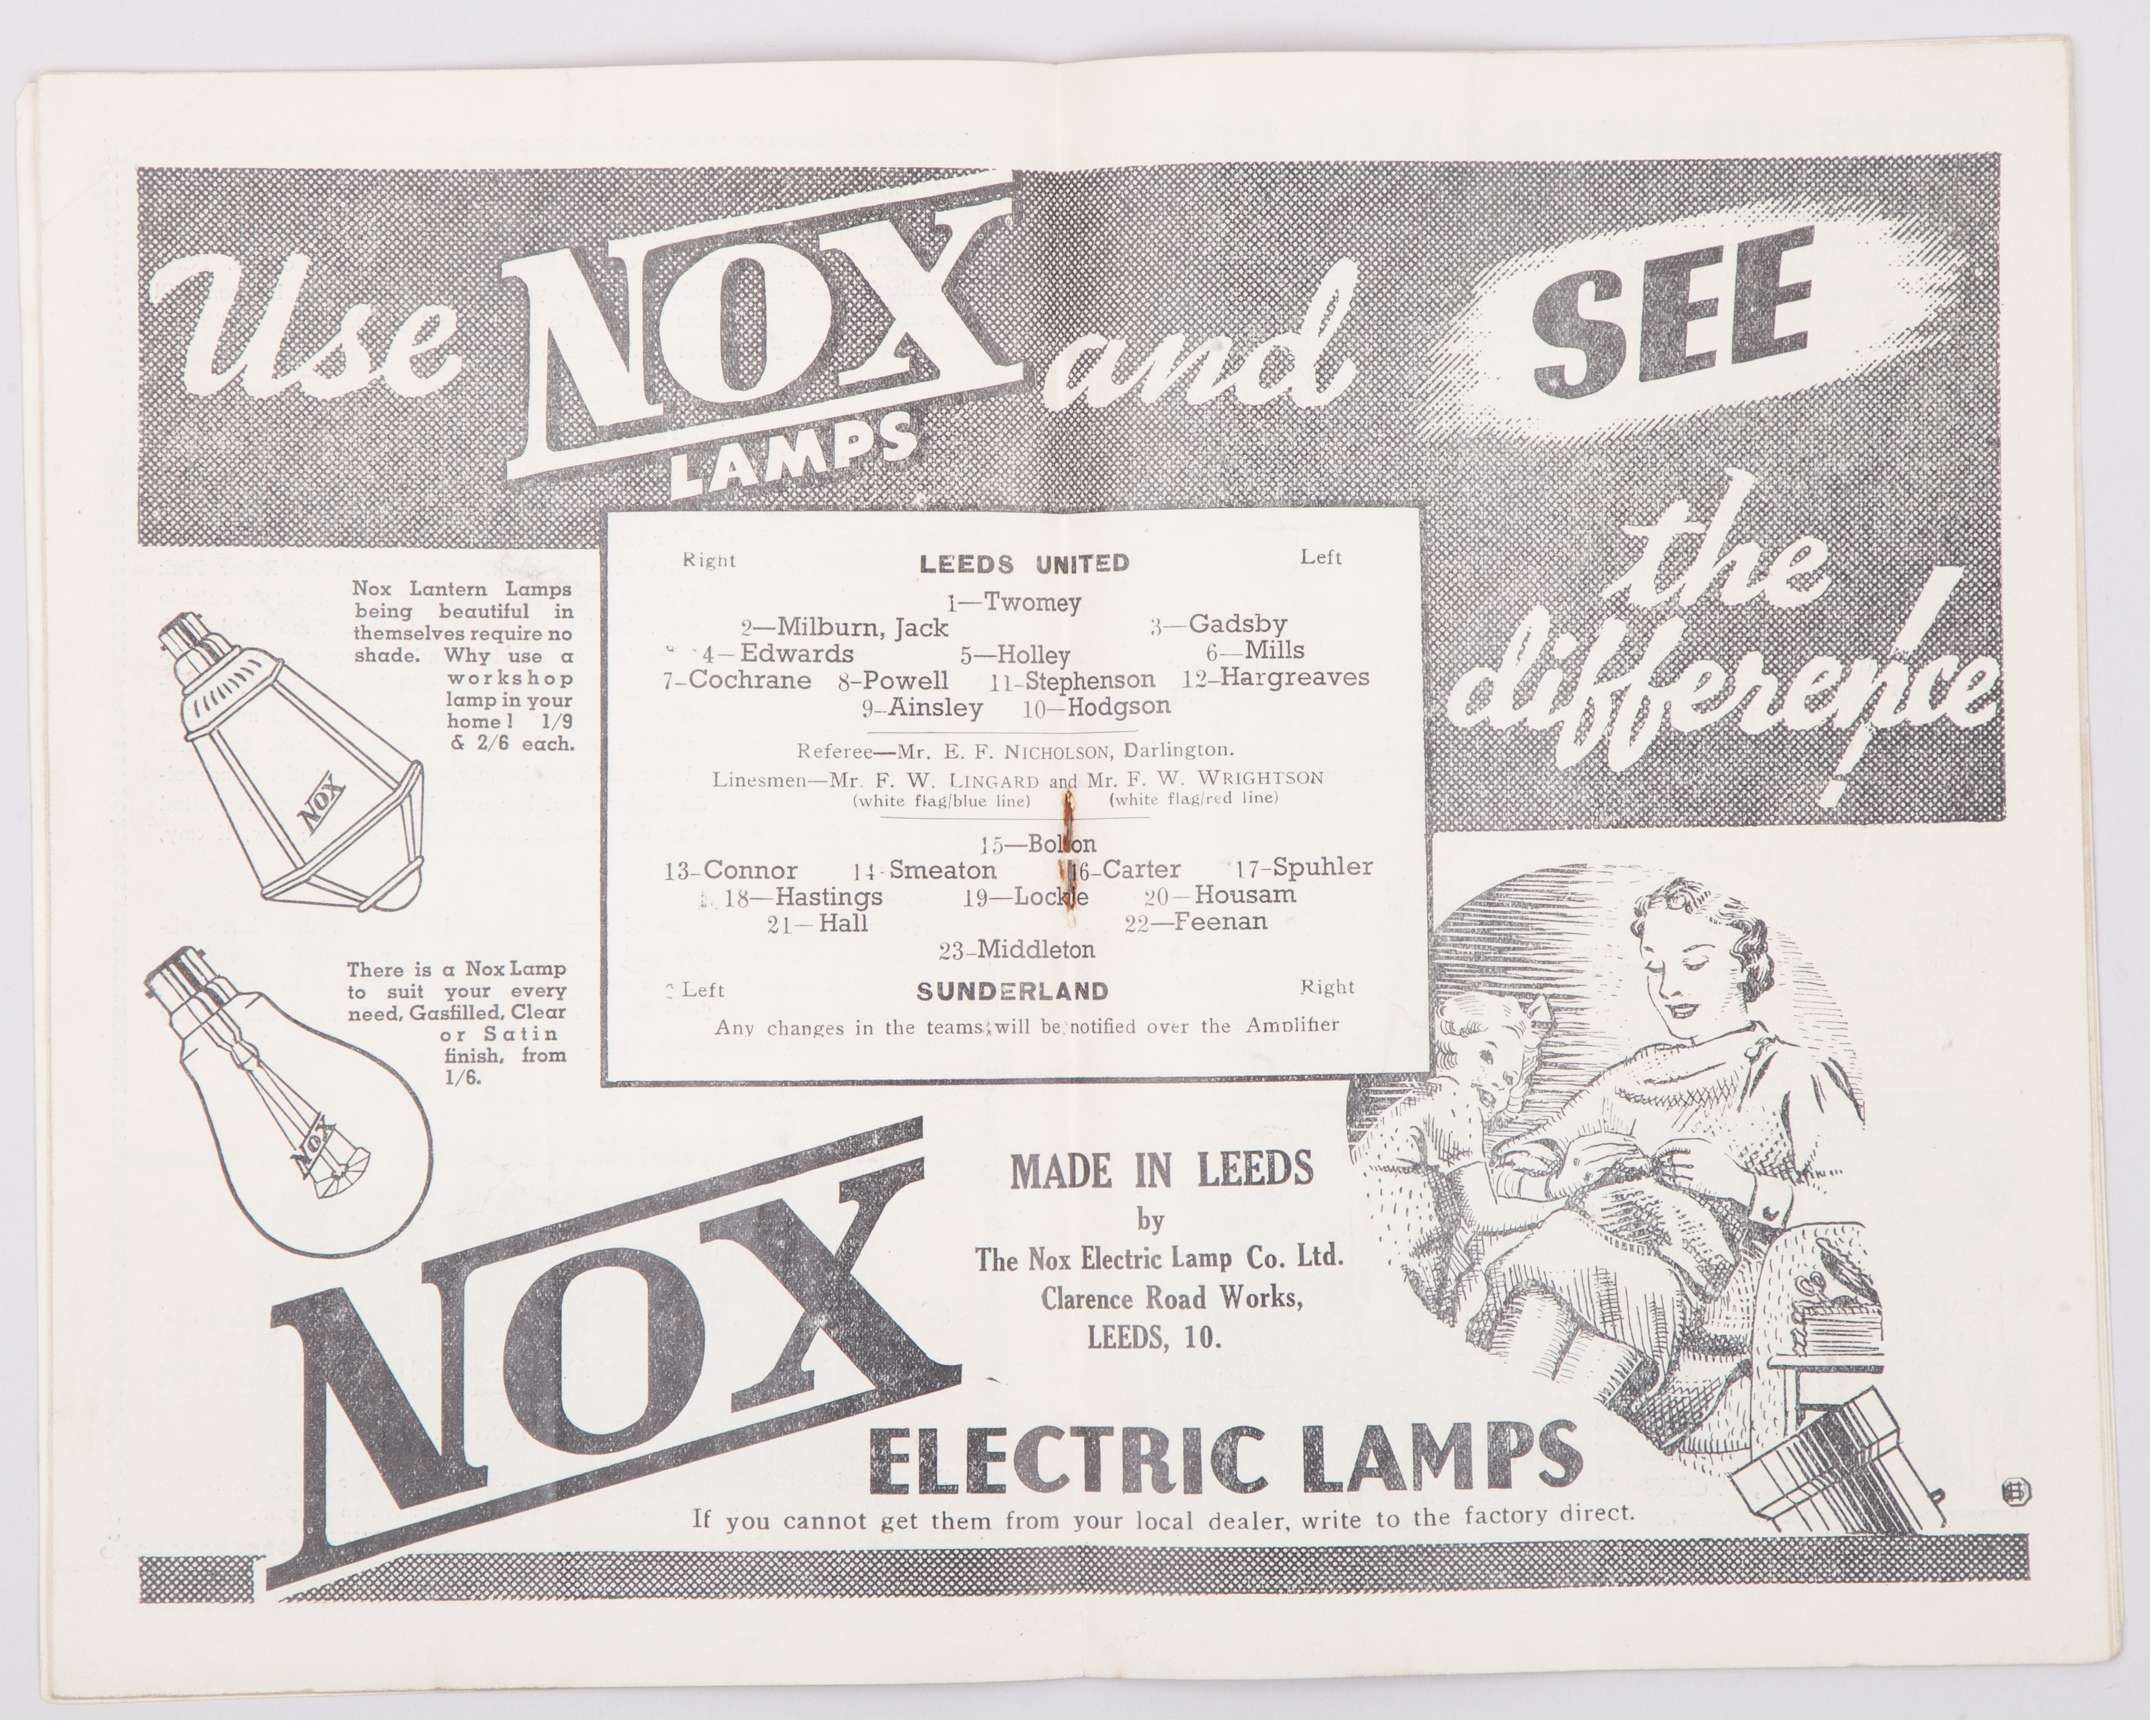 Use NOX LAMPS and SEE
the
difference!
Nox Lantern Lamps
being beautiful in
themselves require no
shade. Why use a
workshop
lamp in your
home! 1/9
& 2/6 each.
NOX
There is a Nox Lamp
to suit your every
need, Gasfilled, Clear
or Satin
finish, from
1/6.
NOX
Right LEEDS UNITED Left
1—Twomey
2—Milburn, Jack 3—Gadsby
4—Edwards 5—Holley 6—Mills
7-Cochrane 8-Powell 11-Stephenson 12-Hargreaves
9-Ainsley 10—Hodgson
Referee—Mr. E. F. NICHOLSON, Darlington.
Linesmen—Mr. F. W. LINGARD and Mr. F. W. WRIGHTSON
(white flag/blue line) (white flag/red line)
15—Bolton
13-Connor 14-Smeaton 16-Carter 17-Spuhler
18—Hastings 19—Lockie 20—Housam
21—Hall 22—Feenan
23-Middleton
Left SUNDERLAND Right
Any changes in the teams will be notified over the Amplifier
MADE IN LEEDS
by
The Nox Electric Lamp Co. Ltd.
Clarence Road Works,
LEEDS, 10.
NOX
ELECTRIC LAMPS
If you cannot get them from your local dealer, write to the factory direct.